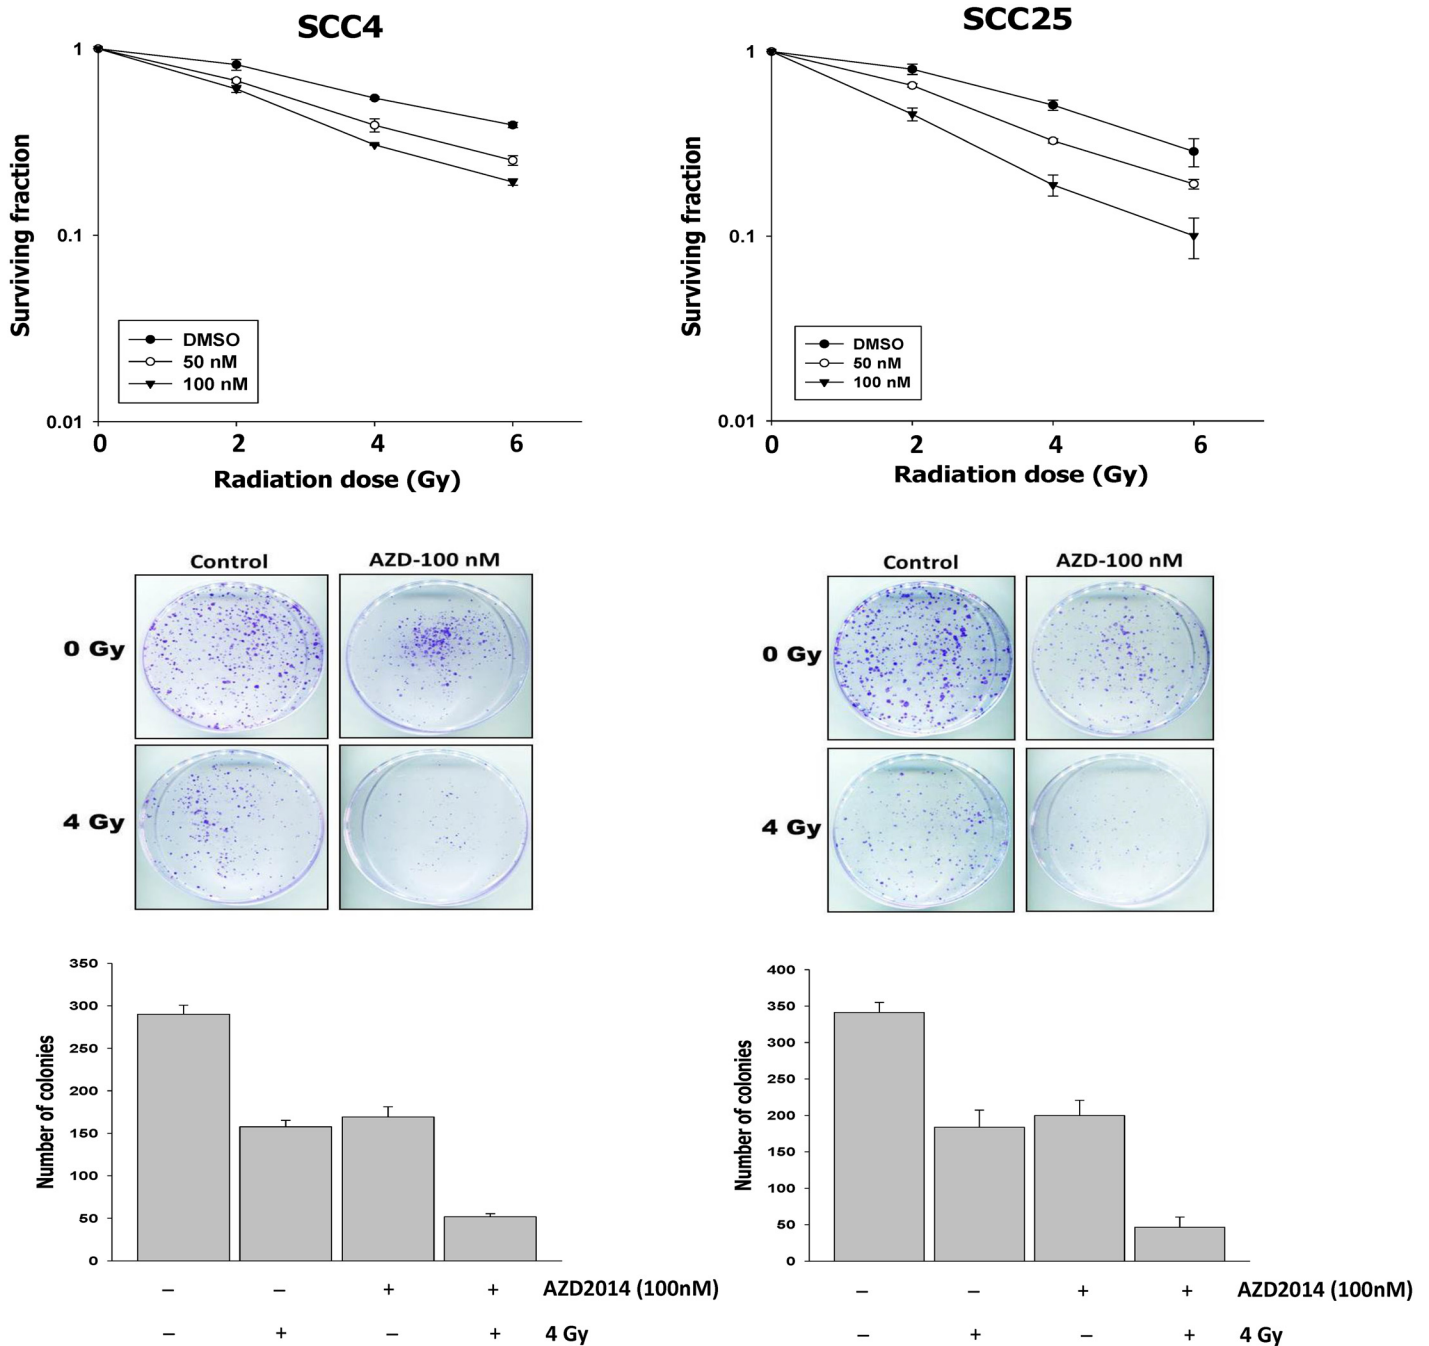 SCC4
SCC25
1
0.1
0.01
Surviving fraction
DMSO
50 nM
100 nM
0 2 4 6
Radiation dose (Gy)
1
0.1
0.01
Surviving fraction
DMSO
50 nM
100 nM
0 2 4 6
Radiation dose (Gy)
Control AZD-100 nM
0 Gy
4 Gy
Control AZD-100 nM
0 Gy
4 Gy
350
300
250
200
150
100
50
0
Number of colonies
– – + + AZD2014 (100nM)
– + – + 4 Gy
400
350
300
250
200
150
100
50
0
Number of colonies
– – + + AZD2014 (100nM)
– + – + 4 Gy